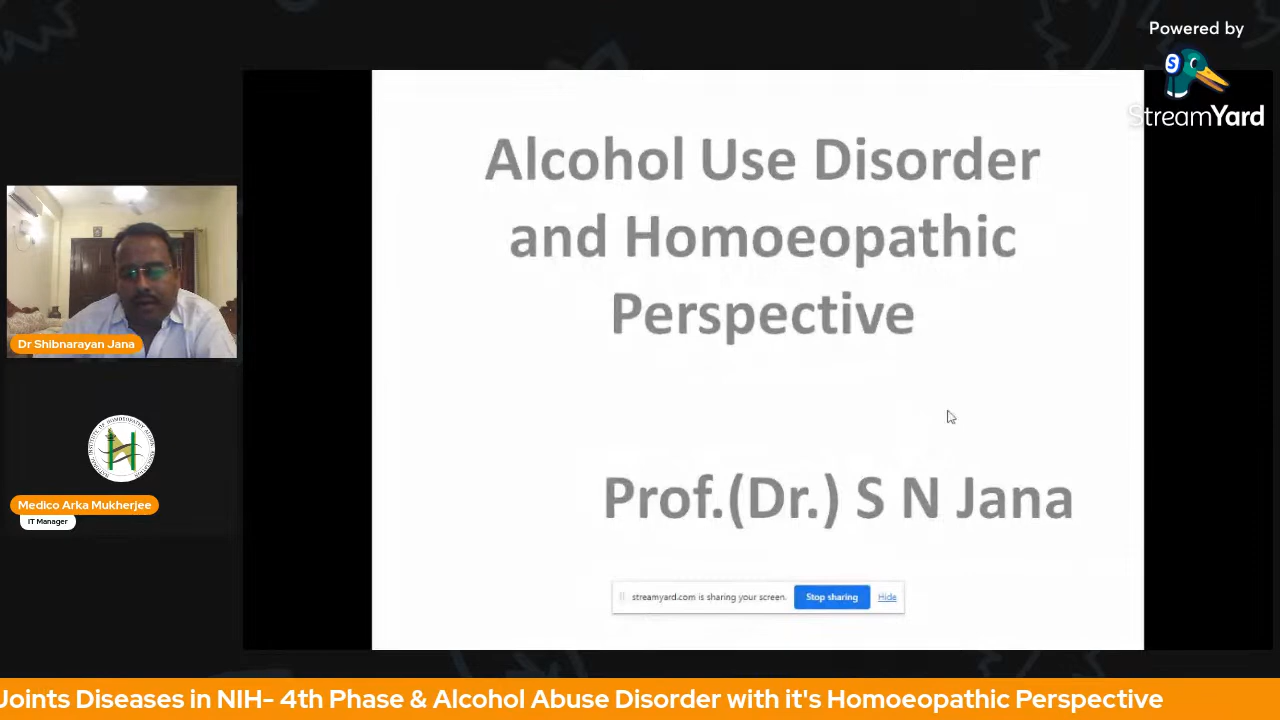 Powered by
StreamYard
Alcohol Use Disorder
and Homoeopathic
Perspective
Prof.(Dr.) S N Jana
Dr Shibnarayan Jana
Medico Arka Mukherjee
IT Manager
streamyard.com is sharing your screen.
Stop sharing
Hide
Joints Diseases in NIH- 4th Phase & Alcohol Abuse Disorder with it's Homoeopathic Perspective